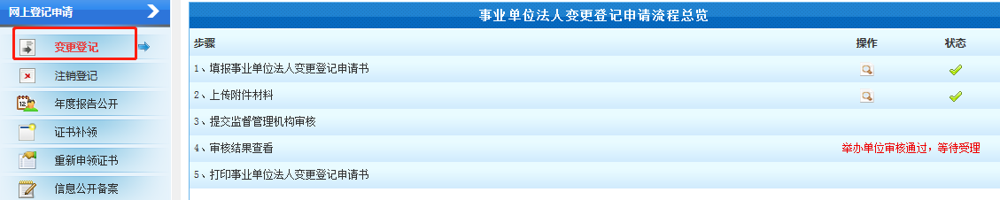 网上登记申请
变更登记
注销登记
年度报告公开
证书补领
重新申领证书
信息公开备案
事业单位法人变更登记申请流程总览
步骤 操作 状态
1、填报事业单位法人变更登记申请书
2、上传附件材料
3、提交监督管理机构审核
4、审核结果查看 举办单位审核通过，等待受理
5、打印事业单位法人变更登记申请书